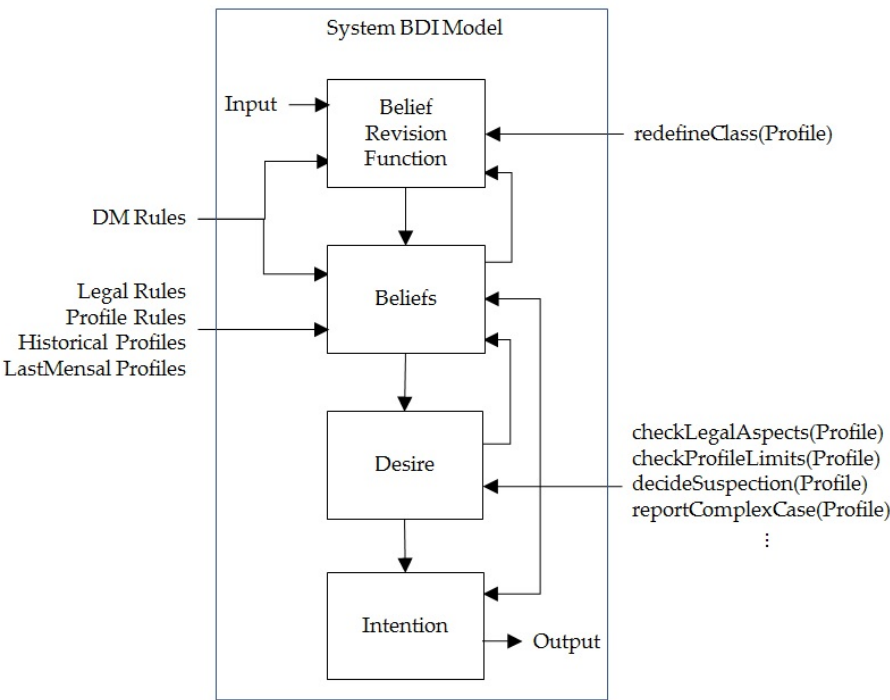 System BDI Model
Input
Belief
Revision
Function
redefineClass(Profile)
DM Rules
Legal Rules
Profile Rules
Historical Profiles
LastMensal Profiles
Beliefs
Desire
checkLegalAspects(Profile)
checkProfileLimits(Profile)
decideSuspection(Profile)
reportComplexCase(Profile)
⋮
Intention
Output